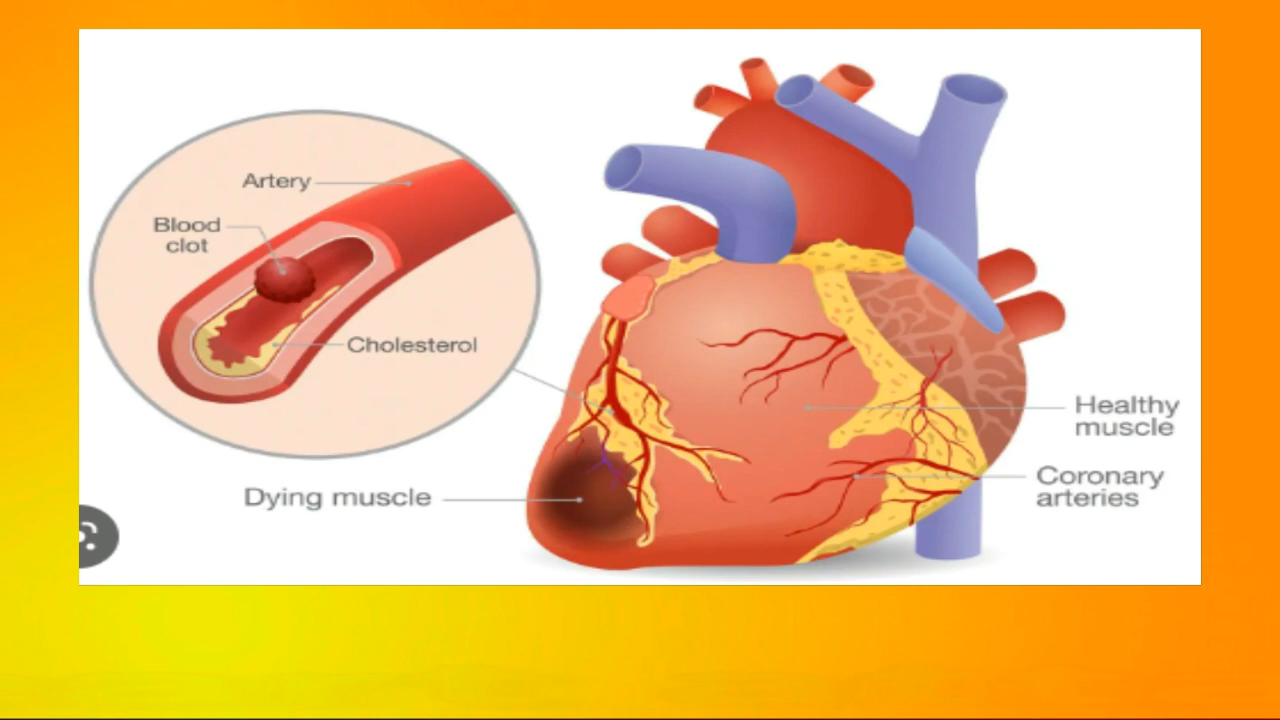 Artery
Blood
clot
Cholesterol
Dying muscle
Healthy
muscle
Coronary
arteries